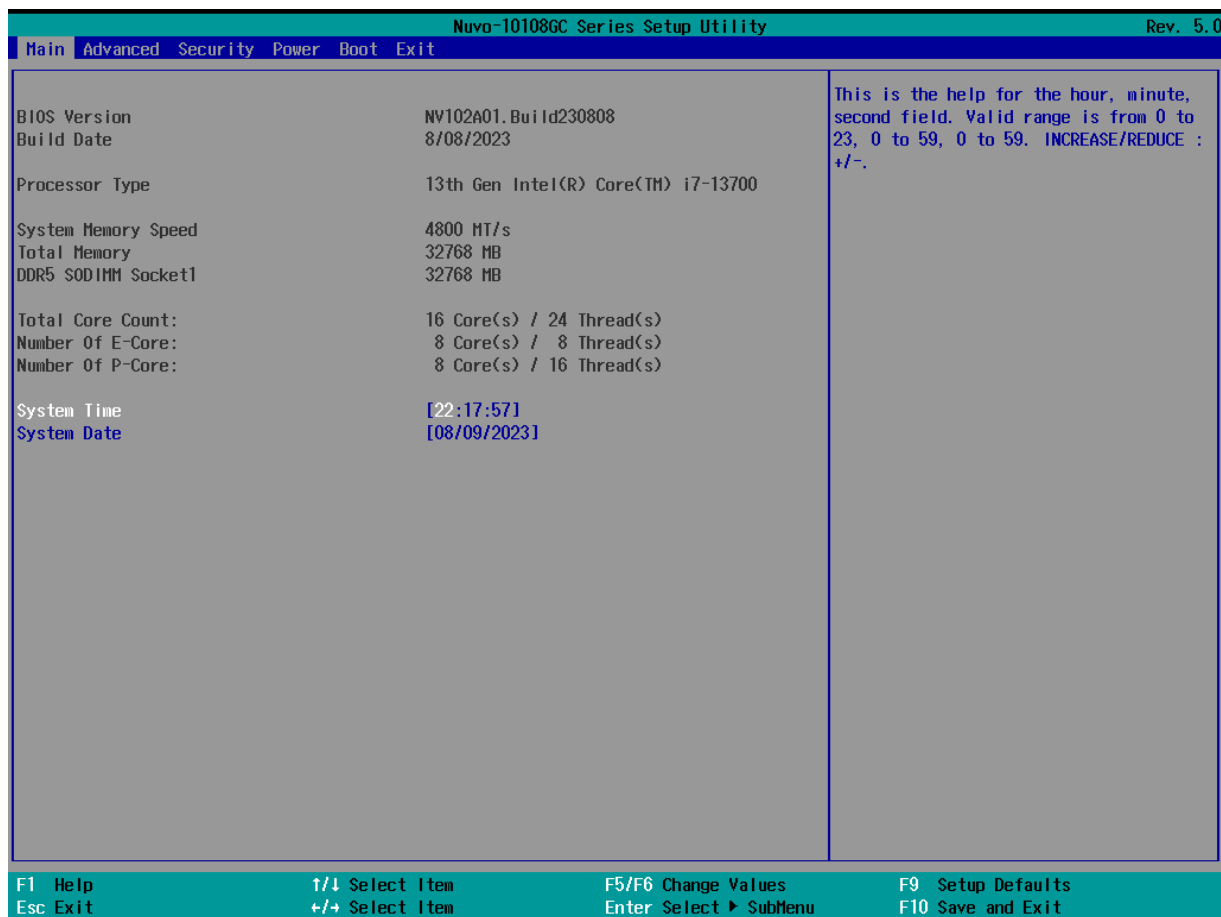 Nuvo-10108GC Series Setup Utility Rev. 5.0
Main Advanced Security Power Boot Exit
This is the help for the hour, minute,
second field. Valid range is from 0 to
23, 0 to 59, 0 to 59. INCREASE/REDUCE :
+/-.
BIOS Version NV102A01.Build230808
Build Date 8/08/2023
Processor Type 13th Gen Intel(R) Core(TM) i7-13700
System Memory Speed 4800 MT/s
Total Memory 32768 MB
DDR5 SODIMM Socket1 32768 MB
Total Core Count: 16 Core(s) / 24 Thread(s)
Number Of E-Core: 8 Core(s) / 8 Thread(s)
Number Of P-Core: 8 Core(s) / 16 Thread(s)
System Time [22:17:57]
System Date [08/09/2023]
F1 Help ↑/↓ Select Item F5/F6 Change Values F9 Setup Defaults
Esc Exit ←/→ Select Item Enter Select ▶ SubMenu F10 Save and Exit